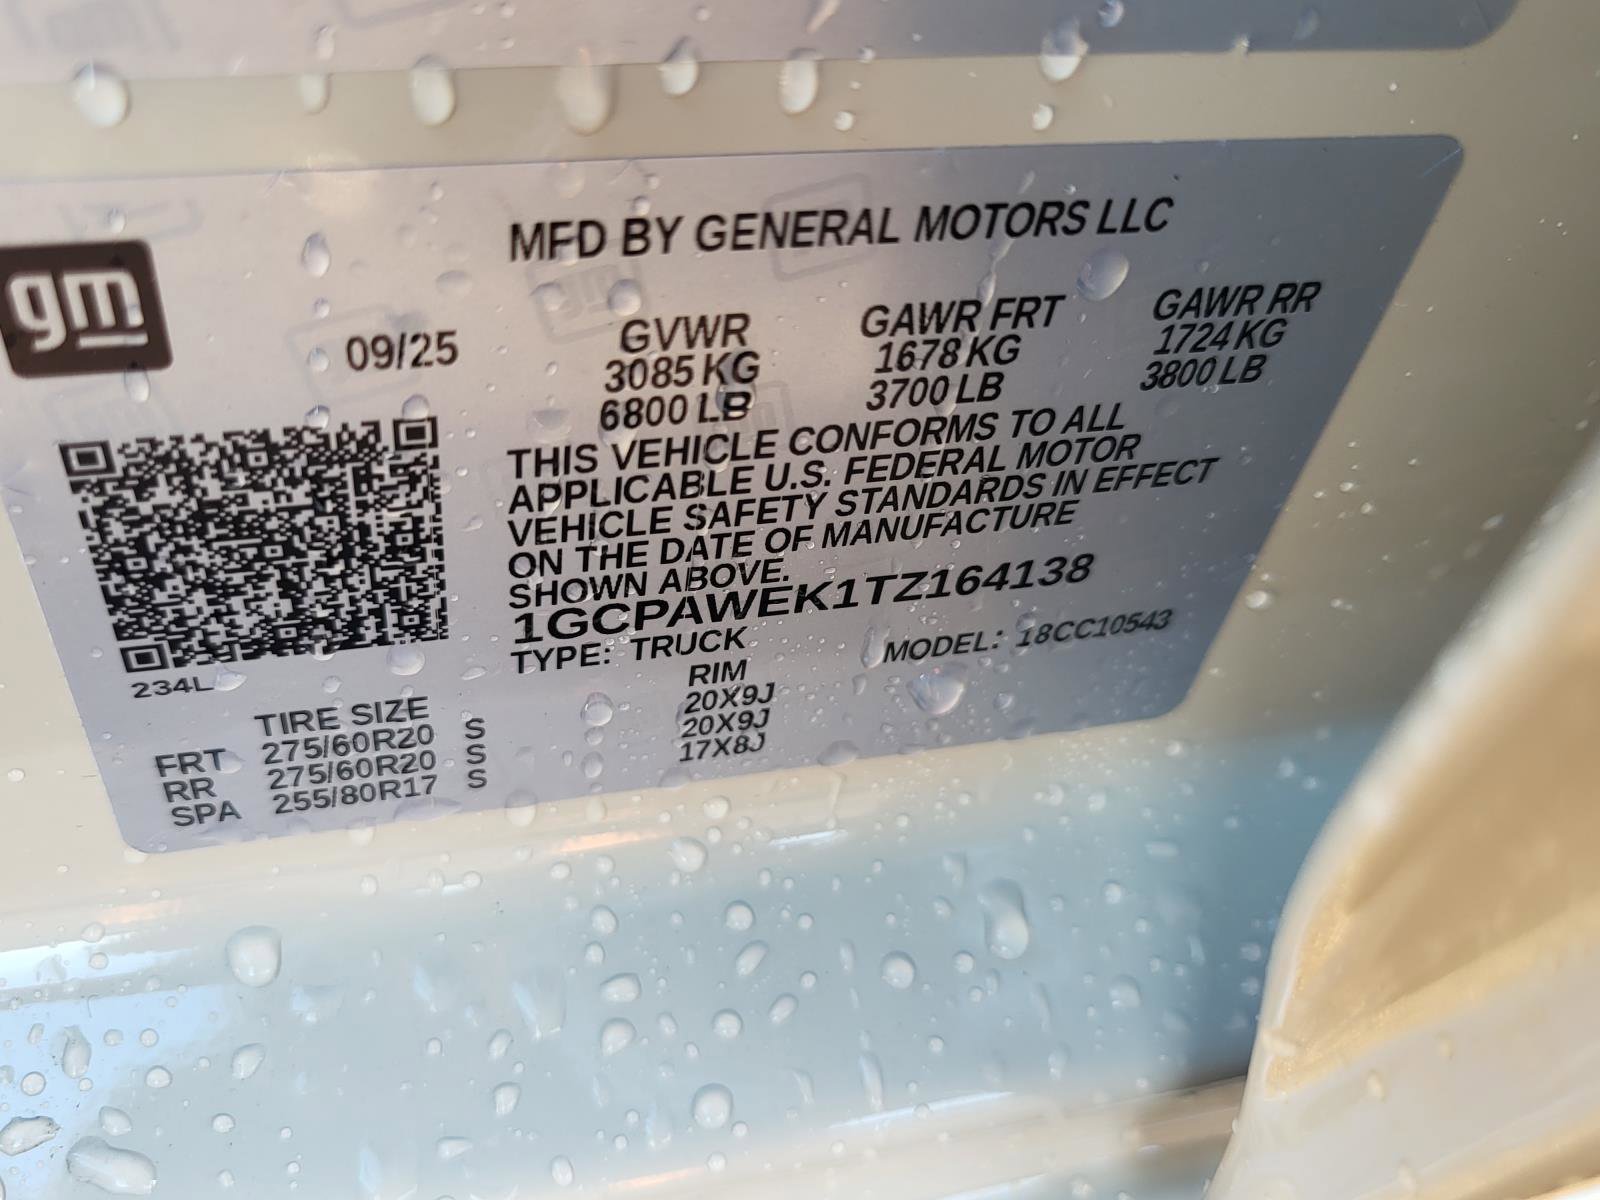 MFD BY GENERAL MOTORS LLC
gm
09/25
GVWR GAWR FRT GAWR RR
3085 KG 1678 KG 1724 KG
6800 LB 3700 LB 3800 LB
THIS VEHICLE CONFORMS TO ALL
APPLICABLE U.S. FEDERAL MOTOR
VEHICLE SAFETY STANDARDS IN EFFECT
ON THE DATE OF MANUFACTURE
SHOWN ABOVE.
1GCPAWEK1TZ164138
TYPE: TRUCK MODEL: 18CC10543
234L
TIRE SIZE RIM
FRT 275/60R20 S 20X9J
RR 275/60R20 S 20X9J
SPA 255/80R17 S 17X8J